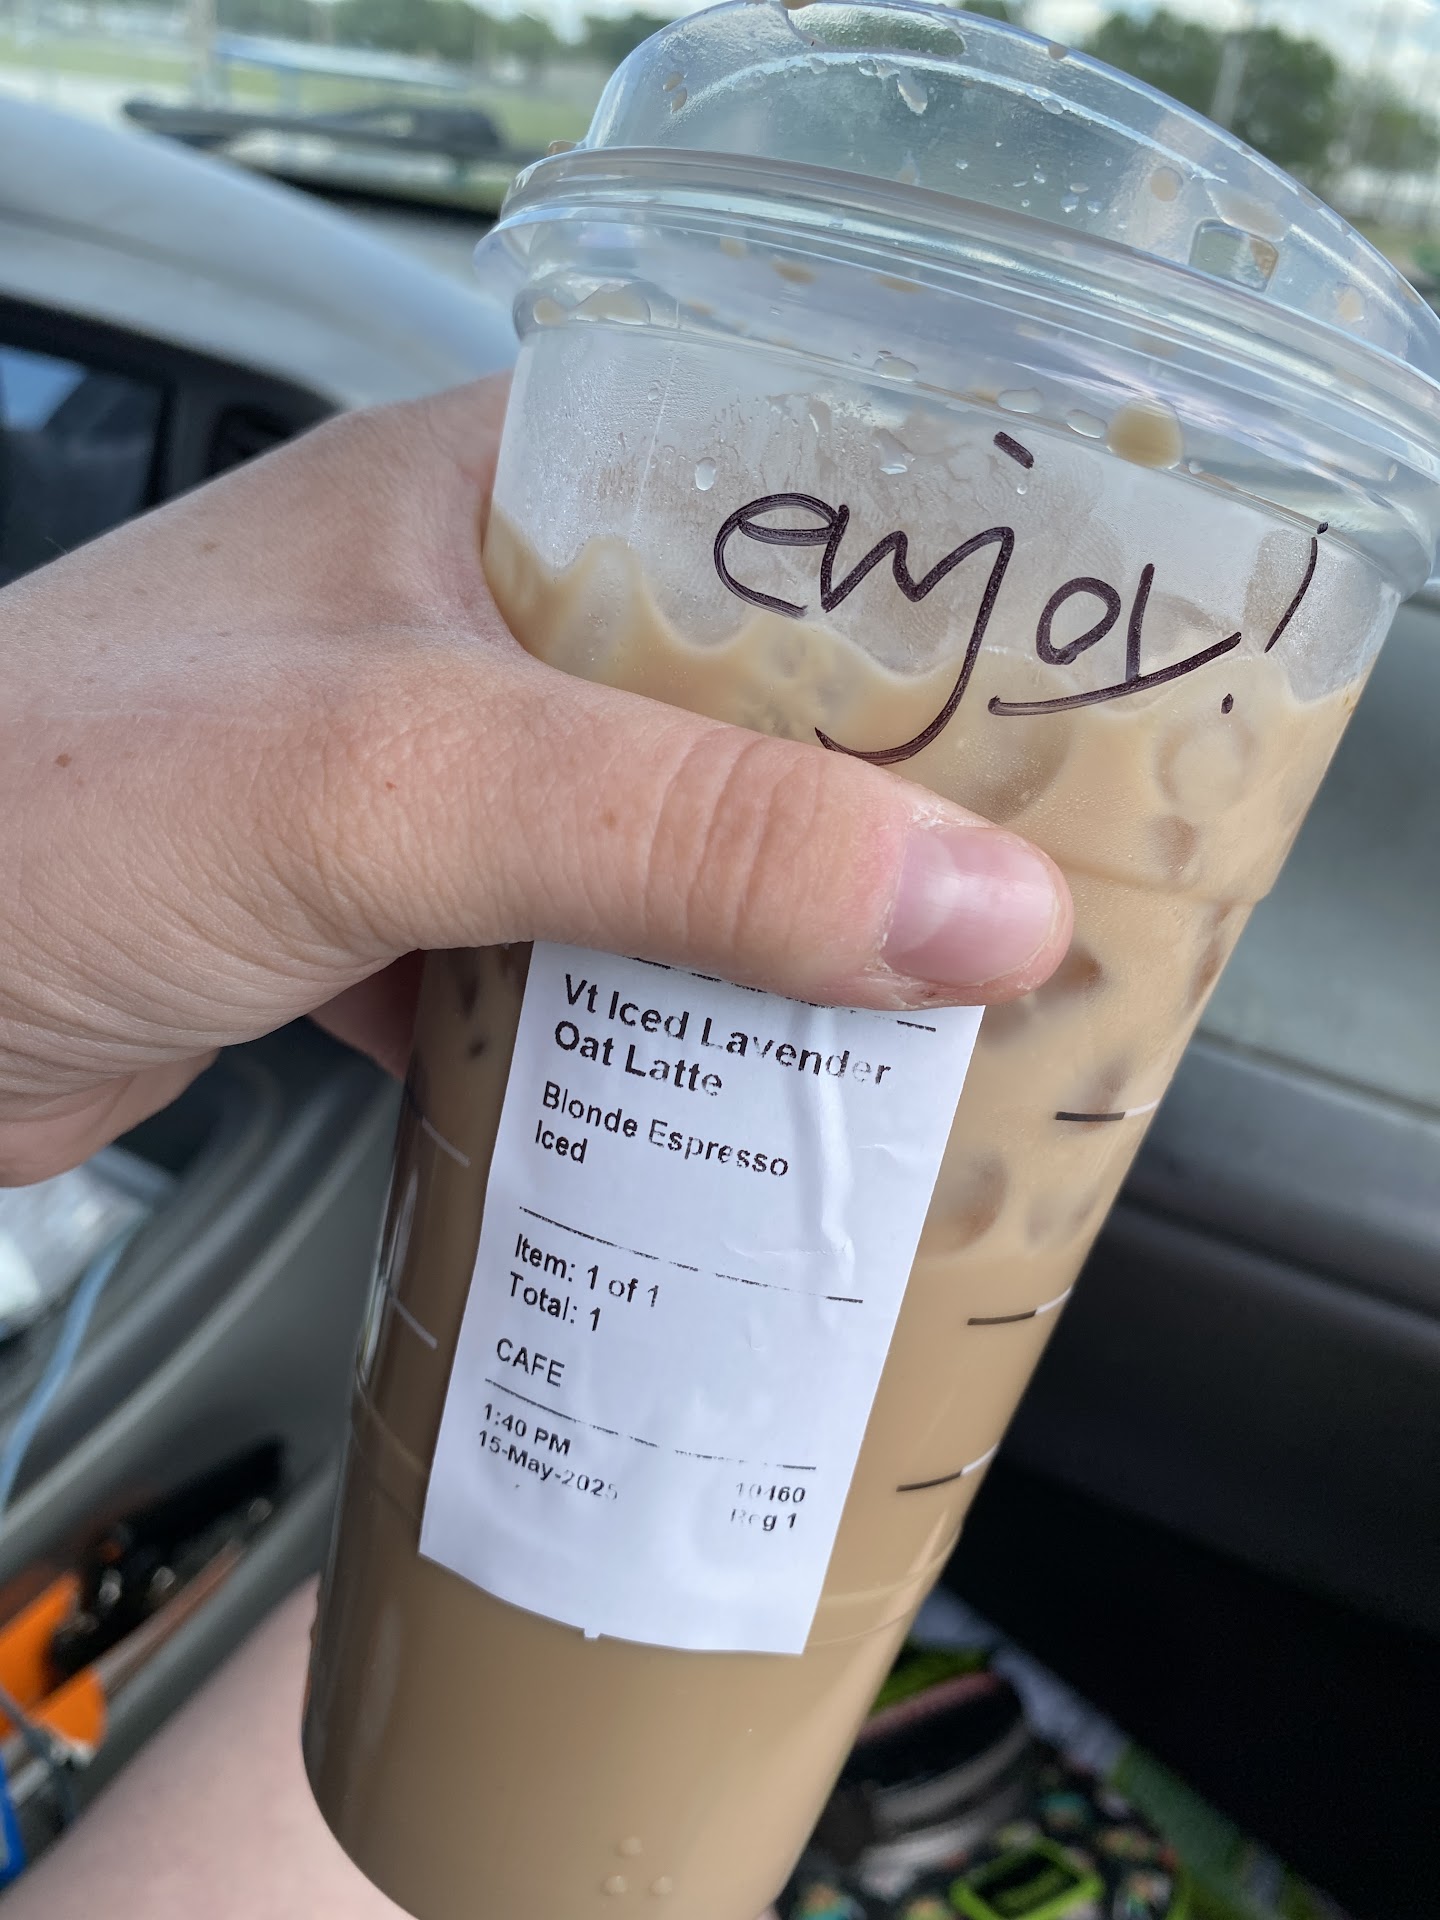 enjoy!
Vt Iced Lavender
Oat Latte
Blonde Espresso
Iced
Item: 1 of 1
Total: 1
CAFE
1:40 PM
15-May-2025 10460
Reg 1